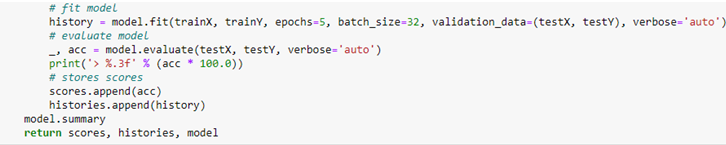 # fit model
history = model.fit(trainX, trainY, epochs=5, batch_size=32, validation_data=(testX, testY), verbose='auto')
# evaluate model
_, acc = model.evaluate(testX, testY, verbose='auto')
print('> %.3f' % (acc * 100.0))
# stores scores
scores.append(acc)
histories.append(history)
model.summary
return scores, histories, model